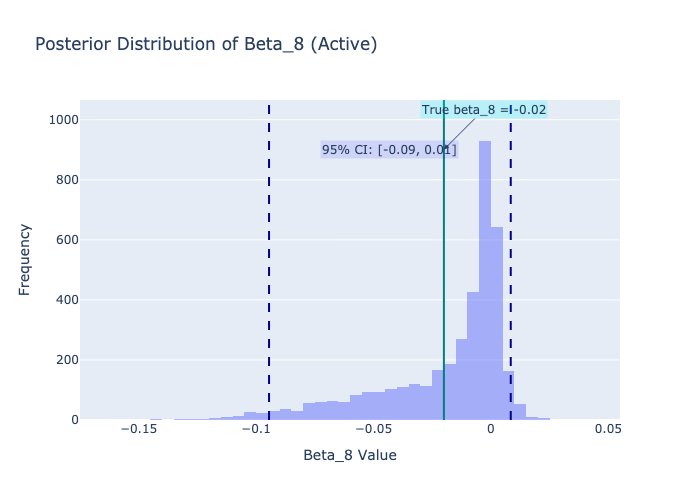 Posterior Distribution of Beta_8 (Active)
True beta_8 = -0.02
95% CI: [-0.09, 0.01]
Frequency
1000
800
600
400
200
0
−0.15
−0.1
−0.05
0
0.05
Beta_8 Value